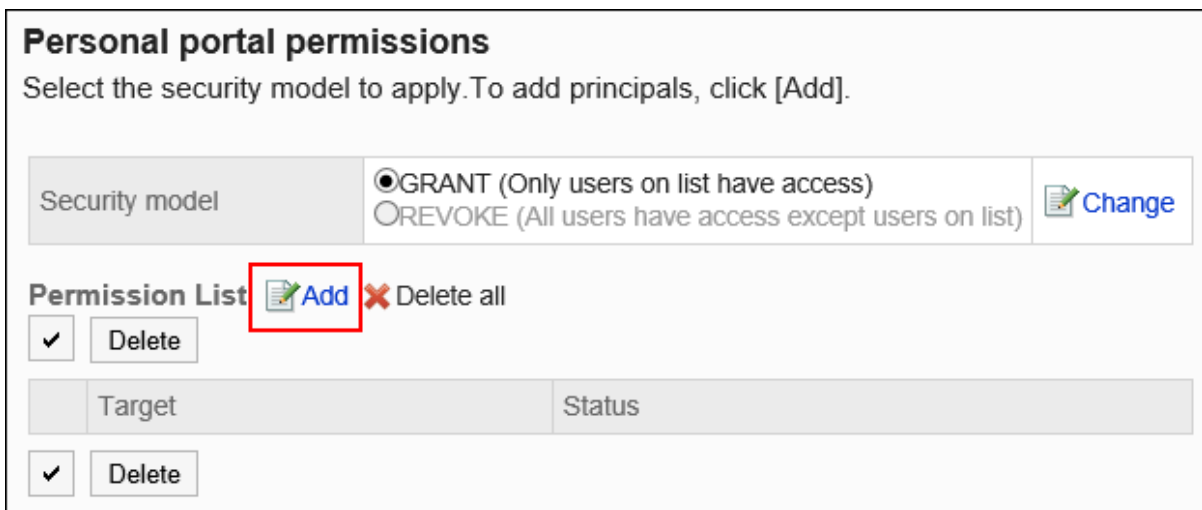 Personal portal permissions
Select the security model to apply.To add principals, click [Add].
Security model
GRANT (Only users on list have access)
REVOKE (All users have access except users on list)
Change
Permission List Add Delete all
Delete
Target Status
Delete